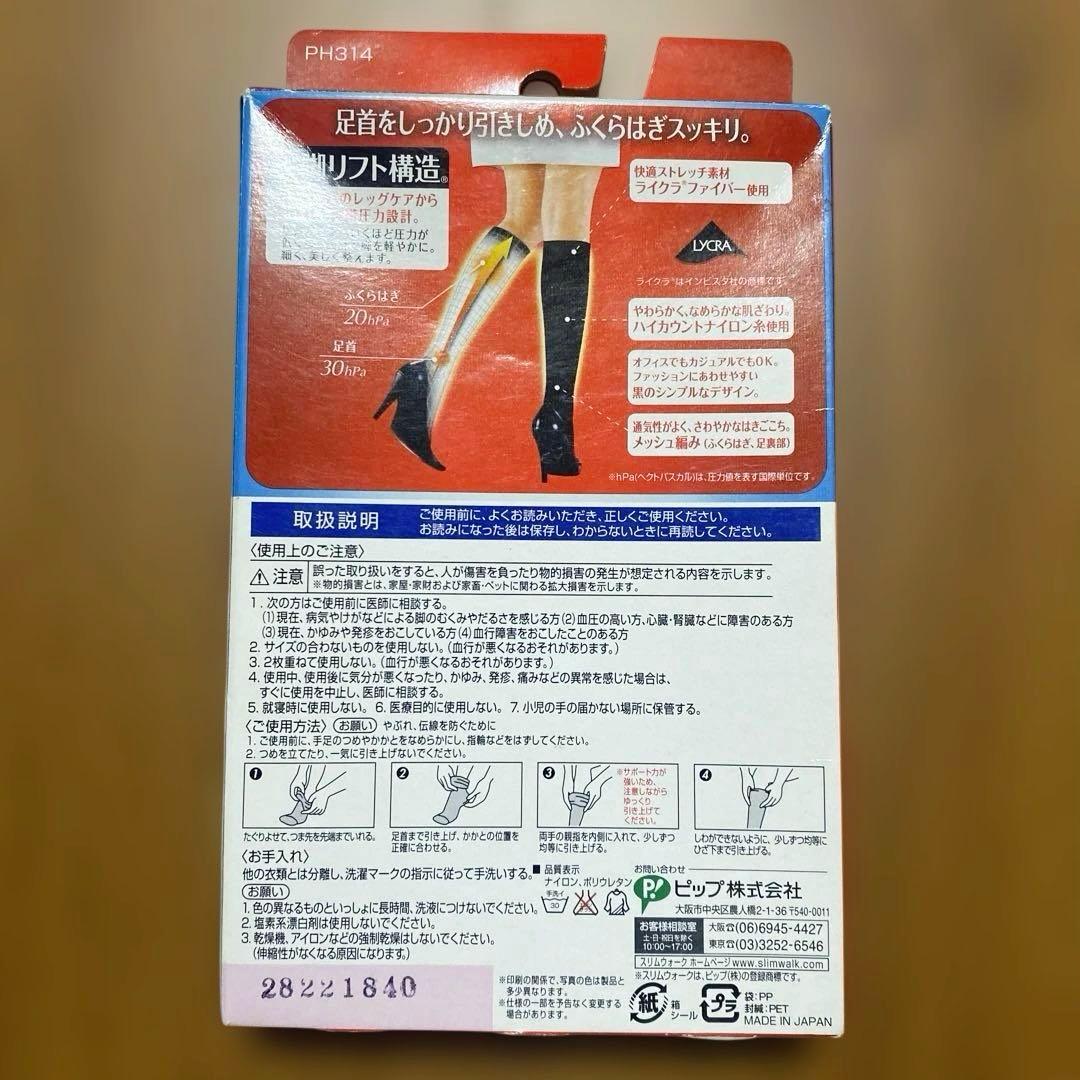 PH314
足首をしっかり引きしめ、ふくらはぎスッキリ。
リフト構造®
のレッグケアから
圧力設計。
くほど圧力が
を軽やかに。
細く、美しく整えます。
ふくらはぎ
20hPa
足首
30hPa
快適ストレッチ素材
ライクラ®ファイバー使用
LYCRA
ライクラ®はインビスタ社の商標です。
やわらかく、なめらかな肌ざわり。
ハイカウントナイロン糸使用
オフィスでもカジュアルでもOK。
ファッションにあわせやすい
黒のシンプルなデザイン。
通気性がよく、さわやかなはきごこち。
メッシュ編み(ふくらはぎ、足裏部)
※hPa(ヘクトパスカル)は、圧力値を表す国際単位です。
取扱説明
ご使用前に、よくお読みいただき、正しくご使用ください。
お読みになった後は保存し、わからないときに再読してください。
〈使用上のご注意〉
注意
誤った取り扱いをすると、人が傷害を負ったり物的損害の発生が想定される内容を示します。
※物的損害とは、家屋・家財および家畜・ペットに関わる拡大損害を示します。
1. 次の方はご使用前に医師に相談する。
(1)現在、病気やけがなどによる脚のむくみやだるさを感じる方(2)血圧の高い方、心臓・腎臓などに障害のある方
(3)現在、かゆみや発疹をおこしている方(4)血行障害をおこしたことのある方
2. サイズの合わないものを使用しない。(血行が悪くなるおそれがあります。)
3. 2枚重ねて使用しない。(血行が悪くなるおそれがあります。)
4. 使用中、使用後に気分が悪くなったり、かゆみ、発疹、痛みなどの異常を感じた場合は、
すぐに使用を中止し、医師に相談する。
5. 就寝時に使用しない。 6. 医療目的に使用しない。 7. 小児の手の届かない場所に保管する。
〈ご使用方法〉 お願い やぶれ、伝線を防ぐために
1. ご使用前に、手足のつめやかかとをなめらかにし、指輪などをはずしてください。
2. つめを立てたり、一気に引き上げないでください。
1
2
3
※サポート力が
強いため、
注意しながら
ゆっくり
引き上げて
ください。
4
たぐりよせて、つま先を先端までいれる。
足首まで引き上げ、かかとの位置を
正確に合わせる。
両手の親指を内側に入れて、少しずつ
均等に引き上げる。
しわができないように、少しずつ均等に
ひざ下まで引き上げる。
〈お手入れ〉
他の衣類とは分離し、洗濯マークの指示に従って手洗いする。
お願い
1. 色の異なるものといっしょに長時間、洗液につけないでください。
2. 塩素系漂白剤は使用しないでください。
3. 乾燥機、アイロンなどの強制乾燥はしないでください。
(伸縮性がなくなる原因になります。)
■品質表示
ナイロン、ポリウレタン
手洗イ
30
お問い合わせ
P!
ピップ株式会社
大阪市中央区農人橋2-1-36 〒540-0011
お客様相談室
土・日・祝日を除く
10:00〜17:00
大阪☎(06)6945-4427
東京☎(03)3252-6546
スリムウォーク ホームページ www.slimwalk.com
※スリムウォークは、ピップ(株)の登録商標です。
28221840
※印刷の関係で、写真の色は製品と
多少異なります。
※仕様の一部を予告なく変更する
場合があります。
紙
箱
シール
プラ
袋:PP
封緘:PET
MADE IN JAPAN